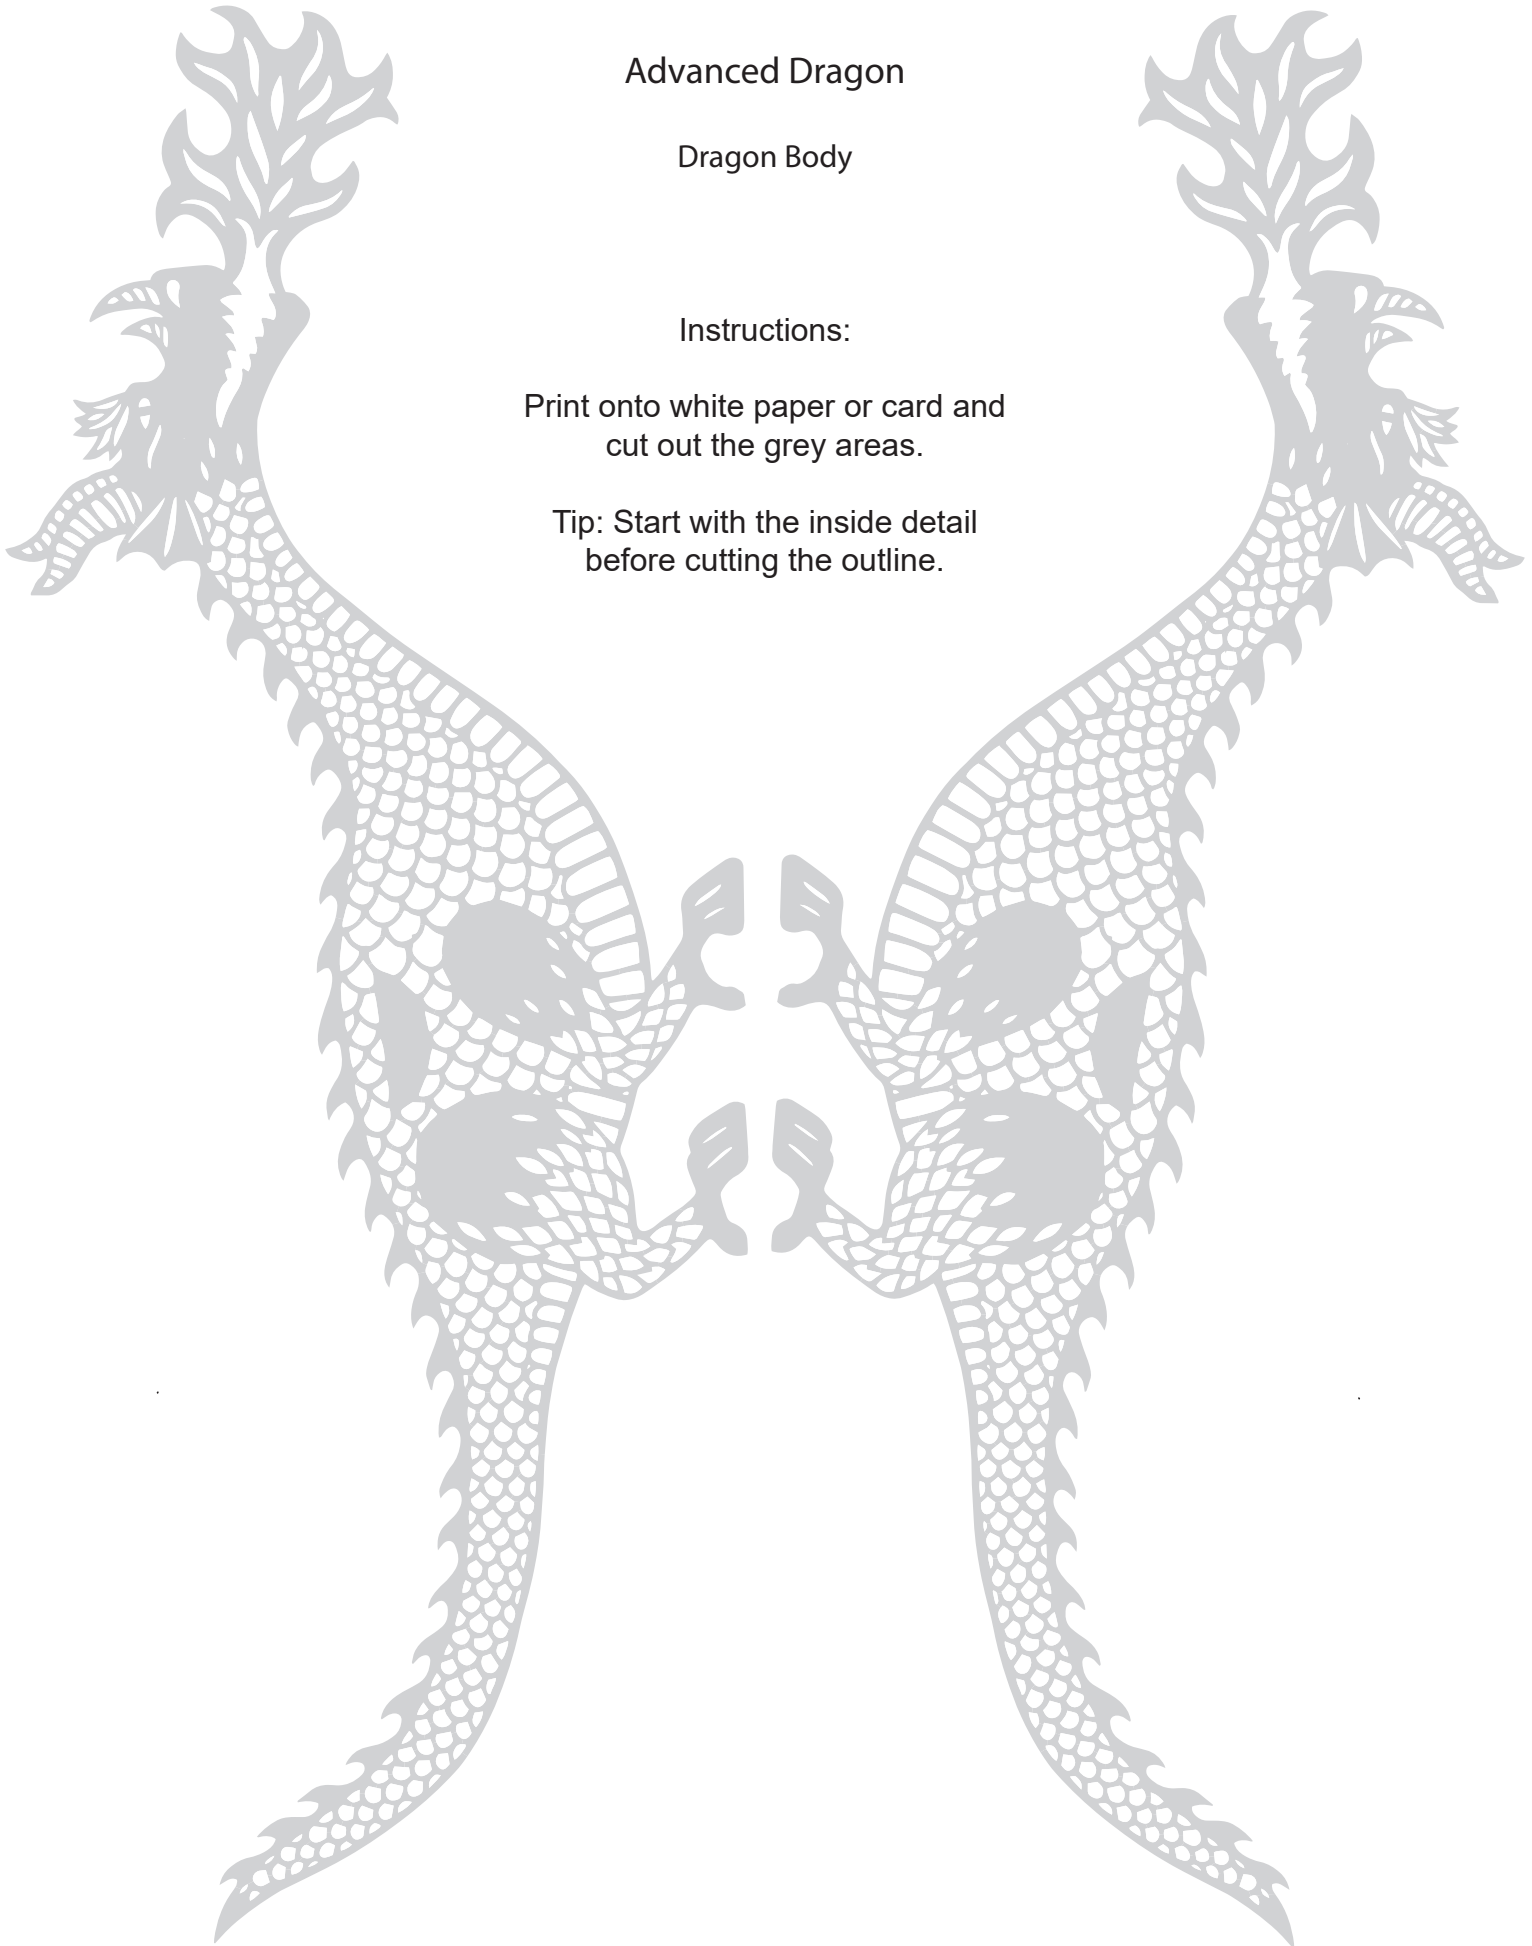 Advanced Dragon
Dragon Body
Instructions:
Print onto white paper or card and
cut out the grey areas.
Tip: Start with the inside detail
before cutting the outline.